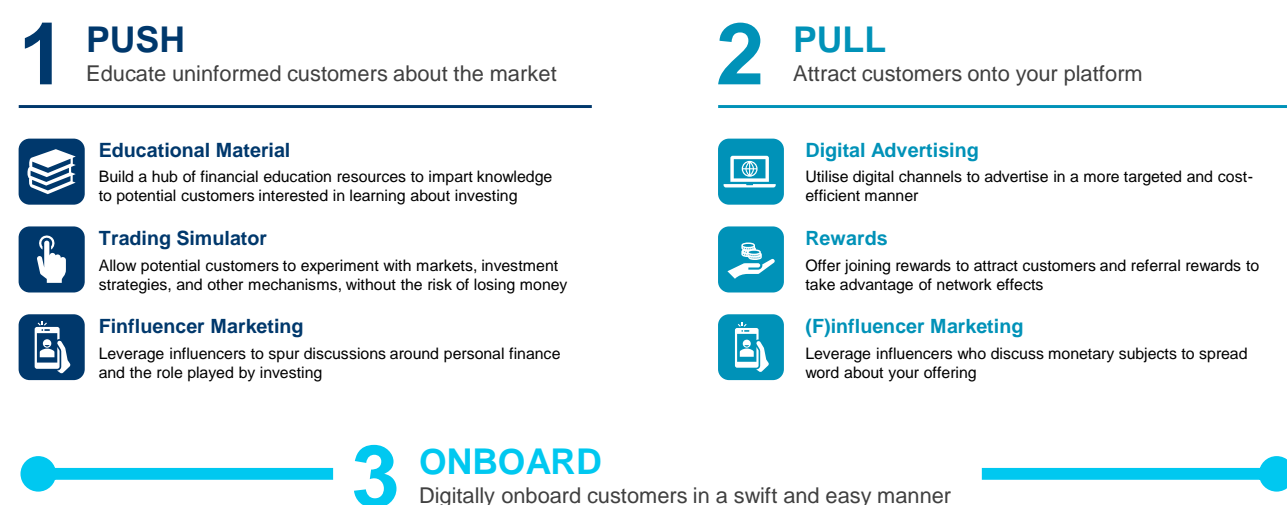 1
PUSH
Educate uninformed customers about the market
Educational Material
Build a hub of financial education resources to impart knowledge
to potential customers interested in learning about investing
Trading Simulator
Allow potential customers to experiment with markets, investment
strategies, and other mechanisms, without the risk of losing money
Finfluencer Marketing
Leverage influencers to spur discussions around personal finance
and the role played by investing
2
PULL
Attract customers onto your platform
Digital Advertising
Utilise digital channels to advertise in a more targeted and cost-
efficient manner
Rewards
Offer joining rewards to attract customers and referral rewards to
take advantage of network effects
(F)influencer Marketing
Leverage influencers who discuss monetary subjects to spread
word about your offering
3
ONBOARD
Digitally onboard customers in a swift and easy manner